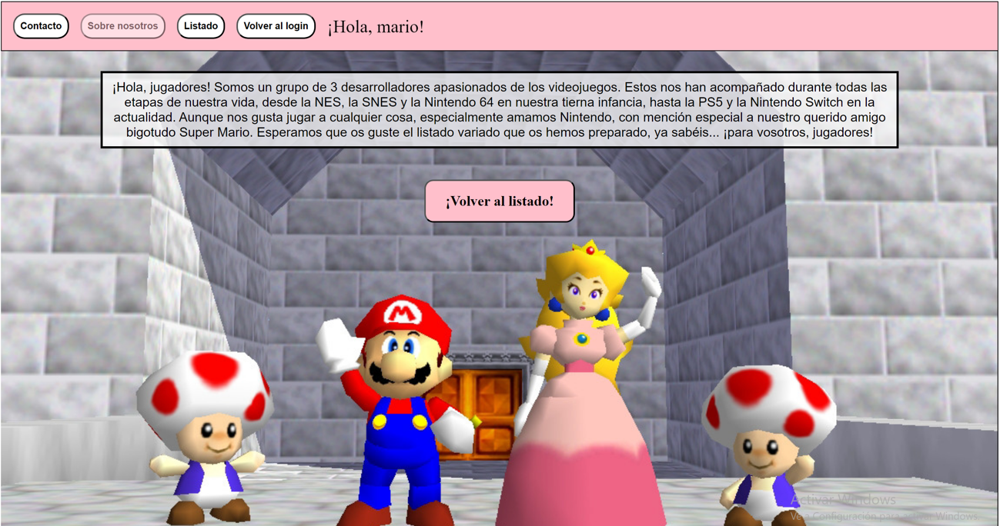 Contacto
Sobre nosotros
Listado
Volver al login
¡Hola, mario!
¡Hola, jugadores! Somos un grupo de 3 desarrolladores apasionados de los videojuegos. Estos nos han acompañado durante todas las
etapas de nuestra vida, desde la NES, la SNES y la Nintendo 64 en nuestra tierna infancia, hasta la PS5 y la Nintendo Switch en la
actualidad. Aunque nos gusta jugar a cualquier cosa, especialmente amamos Nintendo, con mención especial a nuestro querido amigo
bigotudo Super Mario. Esperamos que os guste el listado variado que os hemos preparado, ya sabéis... ¡para vosotros, jugadores!
¡Volver al listado!
M
Activar Windows
Ve a Configuración para activar Windows.